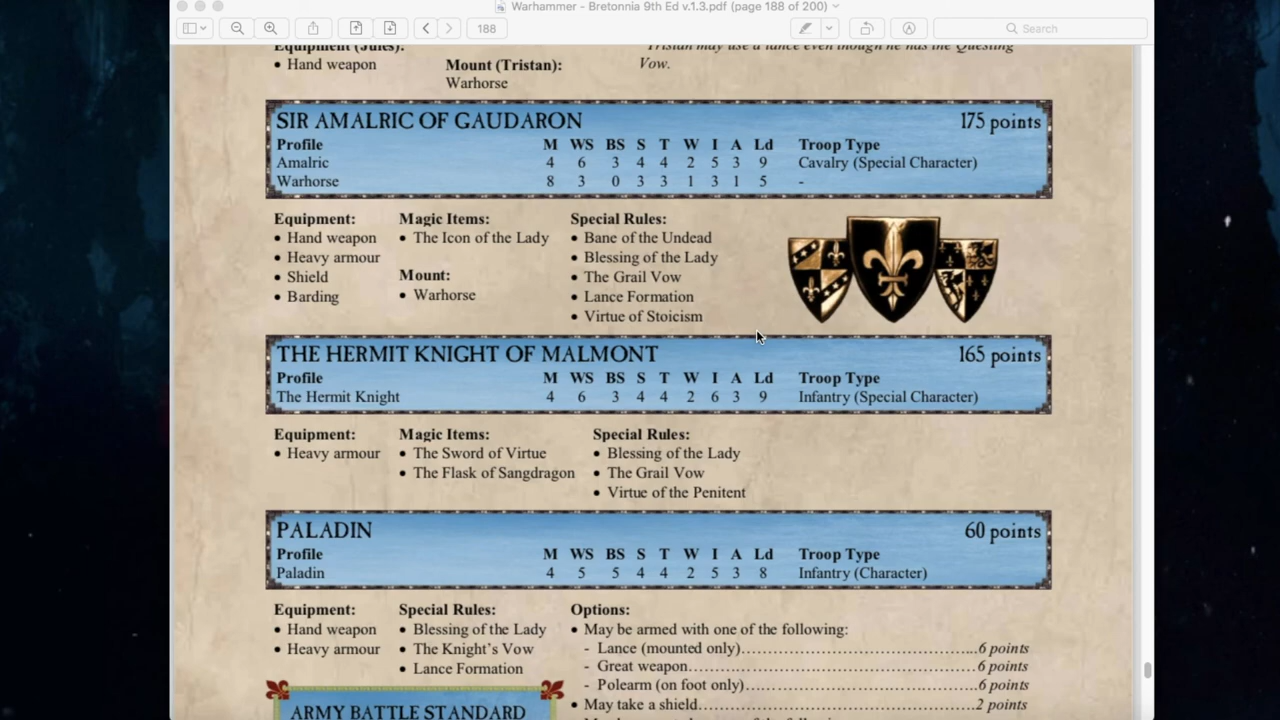 Warhammer - Bretonnia 9th Ed v.1.3.pdf (page 188 of 200)
188
Search
Equipment (Jules):
• Hand weapon
Mount (Tristan):
Warhorse
Tristan may use a lance even though he has the Questing
Vow.
SIR AMALRIC OF GAUDARON 175 points
Profile M WS BS S T W I A Ld Troop Type
Amalric 4 6 3 4 4 2 5 3 9 Cavalry (Special Character)
Warhorse 8 3 0 3 3 1 3 1 5 -
Equipment:
• Hand weapon
• Heavy armour
• Shield
• Barding
Magic Items:
• The Icon of the Lady
Mount:
• Warhorse
Special Rules:
• Bane of the Undead
• Blessing of the Lady
• The Grail Vow
• Lance Formation
• Virtue of Stoicism
THE HERMIT KNIGHT OF MALMONT 165 points
Profile M WS BS S T W I A Ld Troop Type
The Hermit Knight 4 6 3 4 4 2 6 3 9 Infantry (Special Character)
Equipment:
• Heavy armour
Magic Items:
• The Sword of Virtue
• The Flask of Sangdragon
Special Rules:
• Blessing of the Lady
• The Grail Vow
• Virtue of the Penitent
PALADIN 60 points
Profile M WS BS S T W I A Ld Troop Type
Paladin 4 5 5 4 4 2 5 3 8 Infantry (Character)
Equipment:
• Hand weapon
• Heavy armour
Special Rules:
• Blessing of the Lady
• The Knight's Vow
• Lance Formation
ARMY BATTLE STANDARD
Options:
• May be armed with one of the following:
- Lance (mounted only)..........................................6 points
- Great weapon......................................................6 points
- Polearm (on foot only)..........................................6 points
• May take a shield.....................................................2 points